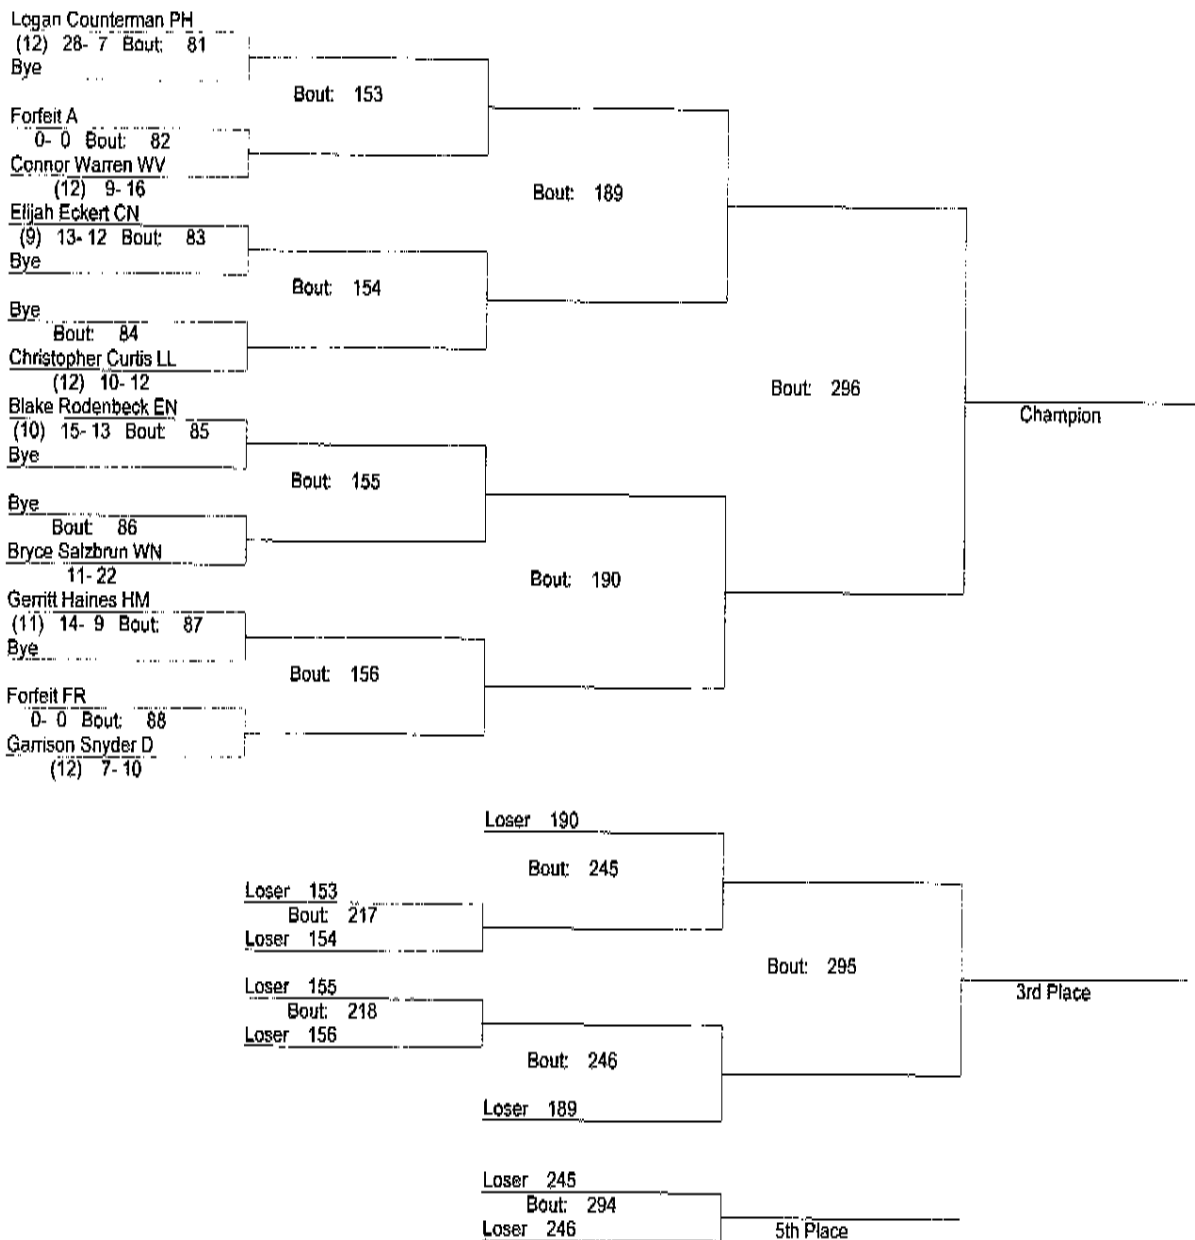 Logan Counterman PH
(12) 28- 7 Bout: 81
Bye
Bout: 153
Forfeit A
0- 0 Bout: 82
Connor Warren WV
(12) 9- 16
Bout: 189
Elijah Eckert CN
(9) 13- 12 Bout: 83
Bye
Bout: 154
Bye
Bout: 84
Christopher Curtis LL
(12) 10- 12
Bout: 296
Champion
Blake Rodenbeck EN
(10) 15- 13 Bout: 85
Bye
Bout: 155
Bye
Bout: 86
Bryce Salzbrun WN
11- 22
Bout: 190
Gerritt Haines HM
(11) 14- 9 Bout: 87
Bye
Bout: 156
Forfeit FR
0- 0 Bout: 88
Garrison Snyder D
(12) 7- 10
Loser 190
Bout: 245
Loser 153
Bout: 217
Loser 154
Bout: 295
3rd Place
Loser 155
Bout: 218
Loser 156
Bout: 246
Loser 189
Loser 245
Bout: 294
Loser 246
5th Place